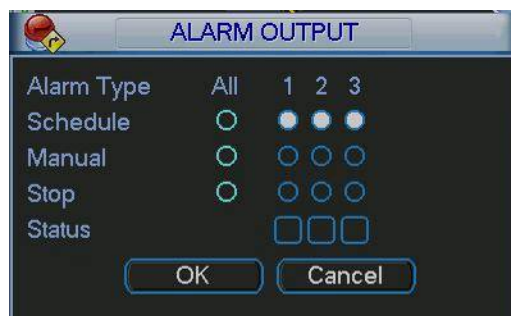 ALARM OUTPUT
Alarm Type All 1 2 3
Schedule
Manual
Stop
Status
OK Cancel